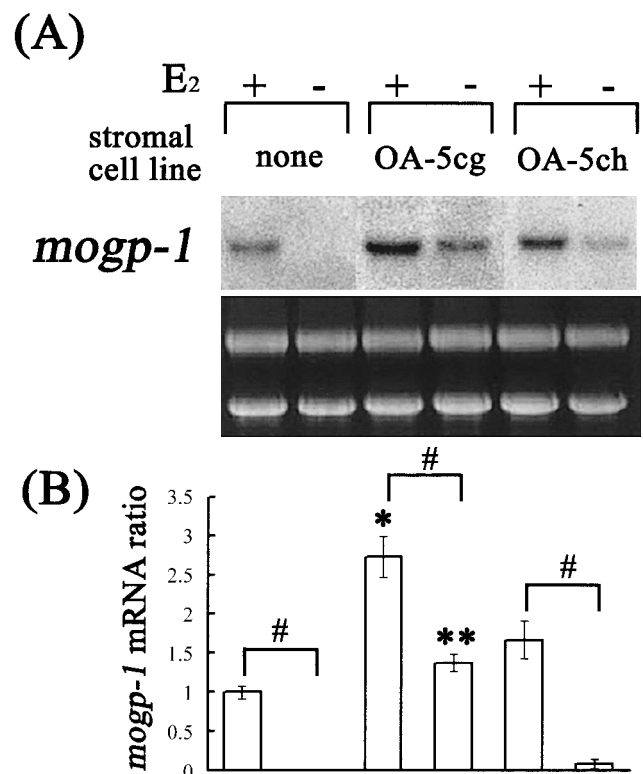 (A)
E2 + - + - + -
stromal cell line none OA-5cg OA-5ch
mogp-1
(B)
mogp-1 mRNA ratio
3.5
3
2.5
2
1.5
1
0.5
0
#
*
#
**
#